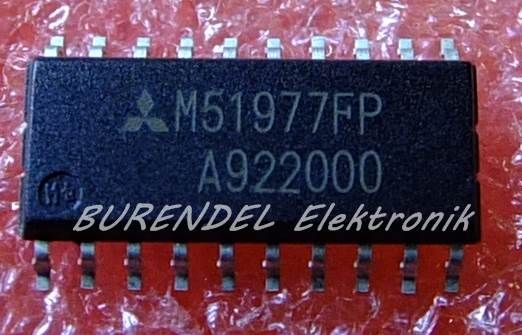 M51977FP
A922000
BURENDEL Elektronik